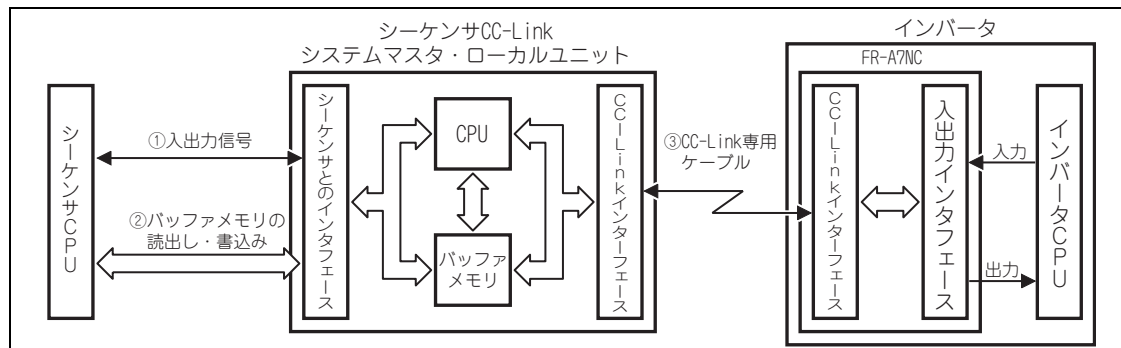 シーケンサCC-Link
システムマスタ・ローカルユニット
インバータ
FR-A7NC
シーケンサCPU
①入出力信号
②バッファメモリの
読出し・書込み
シーケンサとのインタフェース
CPU
バッファ
メモリ
CC-Linkインターフェース
③CC-Link専用
ケーブル
CC-Linkインターフェース
入出力インタフェース
入力
出力
インバータCPU